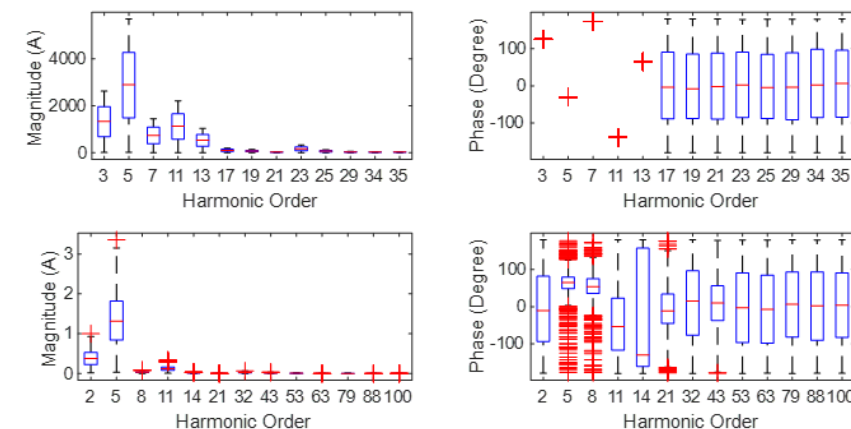 Magnitude (A)
4000
2000
0
3 5 7 11 13 17 19 21 23 25 29 34 35
Harmonic Order
Phase (Degree)
100
0
-100
3 5 7 11 13 17 19 21 23 25 29 34 35
Harmonic Order
Magnitude (A)
3
2
1
0
2 5 8 11 14 21 32 43 53 63 79 88 100
Harmonic Order
Phase (Degree)
100
0
-100
2 5 8 11 14 21 32 43 53 63 79 88 100
Harmonic Order